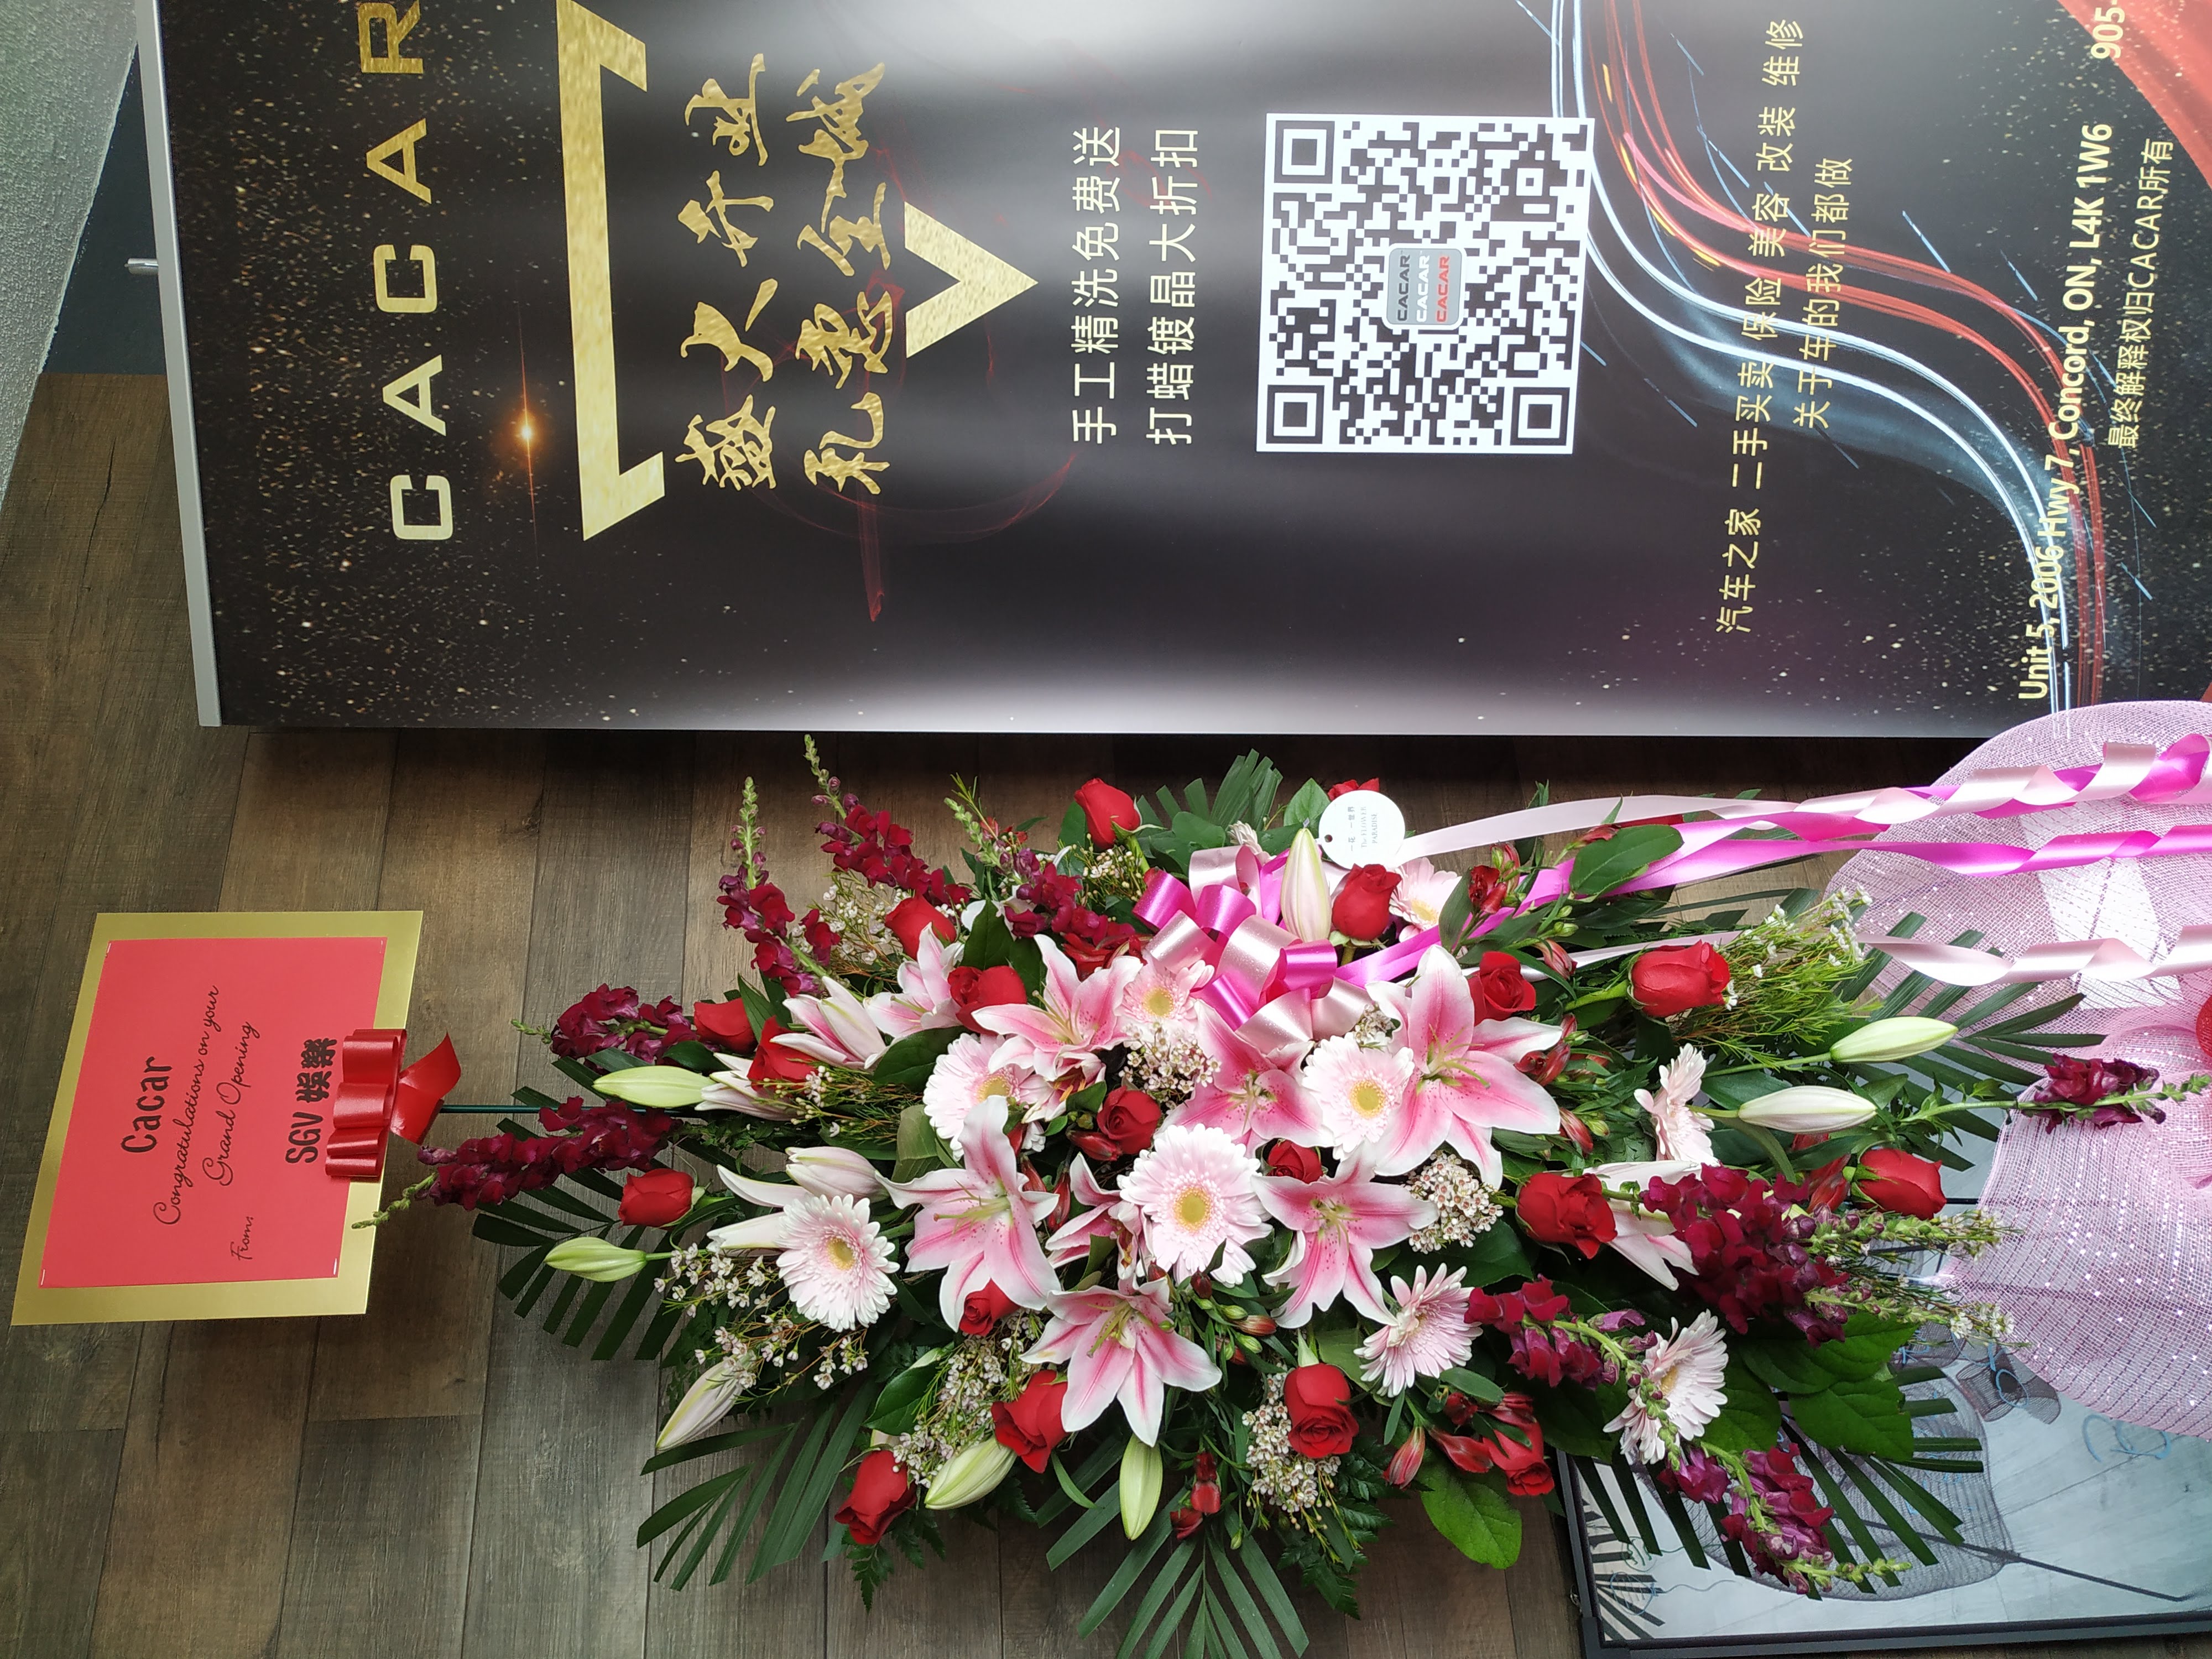 Cacar
Congratulations on your
Grand Opening
From:
SGV 娱樂
CACAR
盛大开业
礼惠全城
手工精洗免费送
打蜡镀晶大折扣
CACAR
CACAR
CACAR
一花 一世界
The FLOWER
PARADISE
汽车之家 二手买卖 保险 美容 改装 维修
关于车的我们都做
Unit 5, 2006 Hwy 7, Concord, ON, L4K 1W6 905-
最终解释权归CACAR所有